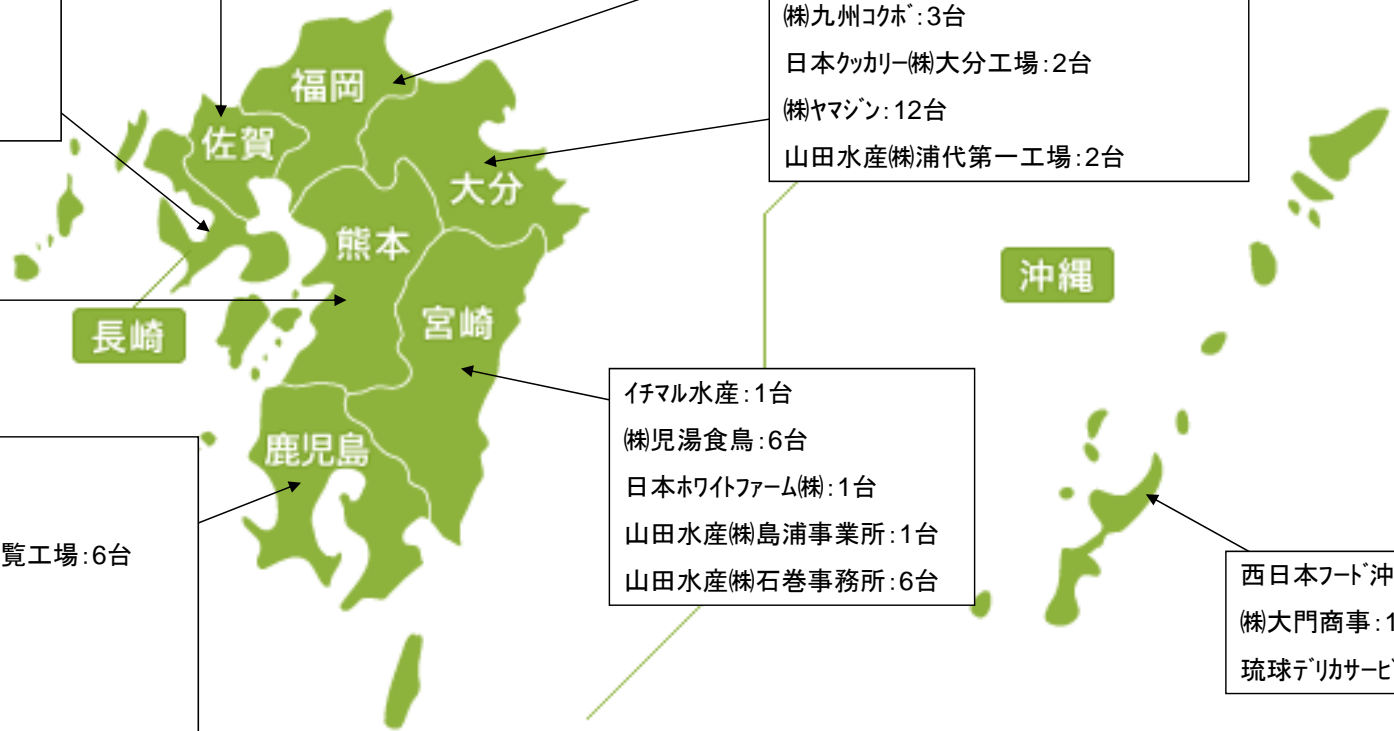 ㈱九州ｺｸﾎﾞ:3台
日本ｸｯｶﾘｰ㈱大分工場:2台
㈱ﾔﾏｼﾞﾝ:12台
山田水産㈱浦代第一工場:2台
福岡
佐賀
大分
熊本
沖縄
長崎
宮崎
鹿児島
ｲﾁﾏﾙ水産:1台
㈱児湯食鳥:6台
日本ﾎﾜｲﾄﾌｧｰﾑ㈱:1台
山田水産㈱島浦事業所:1台
山田水産㈱石巻事務所:6台
覧工場:6台
西日本ﾌｰﾄﾞ沖
㈱大門商事:1
琉球ﾃﾞﾘｶｻｰﾋﾞ